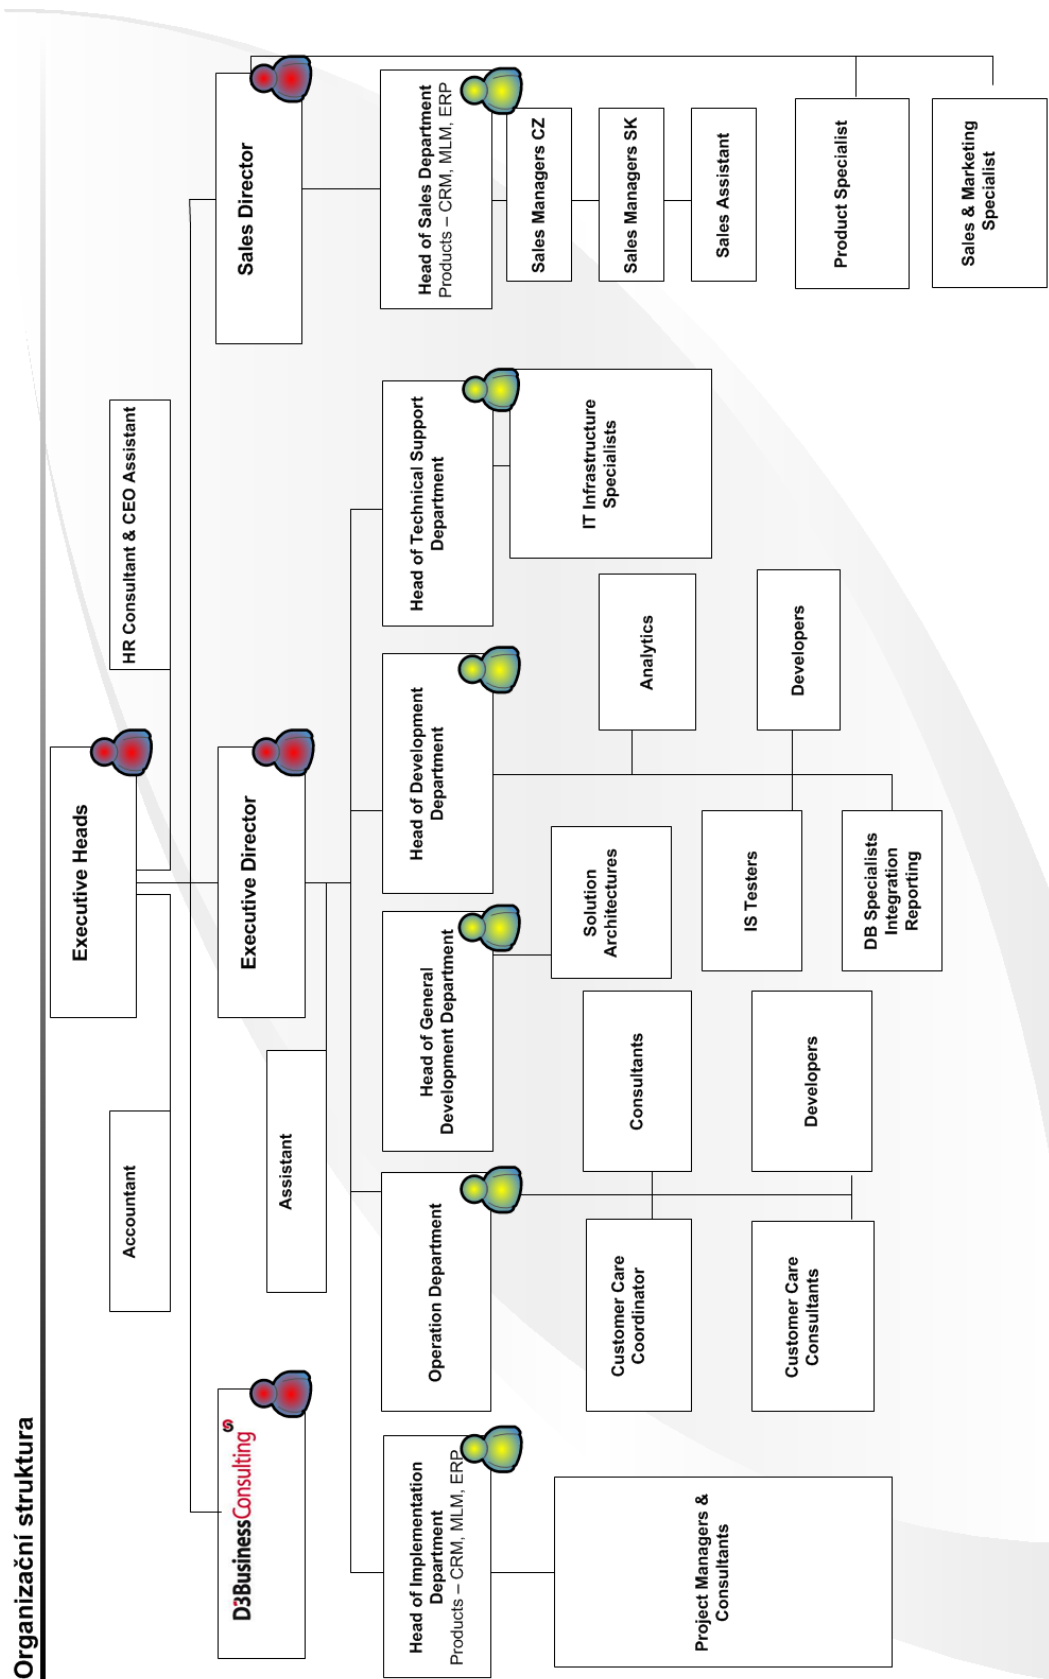 Organizační struktura
Executive Heads
Accountant
HR Consultant & CEO Assistant
D3BusinessConsulting
Executive Director
Sales Director
Assistant
Head of Implementation
Department
Products – CRM, MLM, ERP
Operation Department
Head of General
Development Department
Head of Development
Department
Head of Technical Support
Department
Head of Sales Department
Products – CRM, MLM, ERP
Project Managers &
Consultants
Customer Care
Coordinator
Consultants
Customer Care
Consultants
Developers
Solution
Architectures
Analytics
IS Testers
Developers
DB Specialists
Integration
Reporting
IT Infrastructure
Specialists
Sales Managers CZ
Sales Managers SK
Sales Assistant
Product Specialist
Sales & Marketing
Specialist